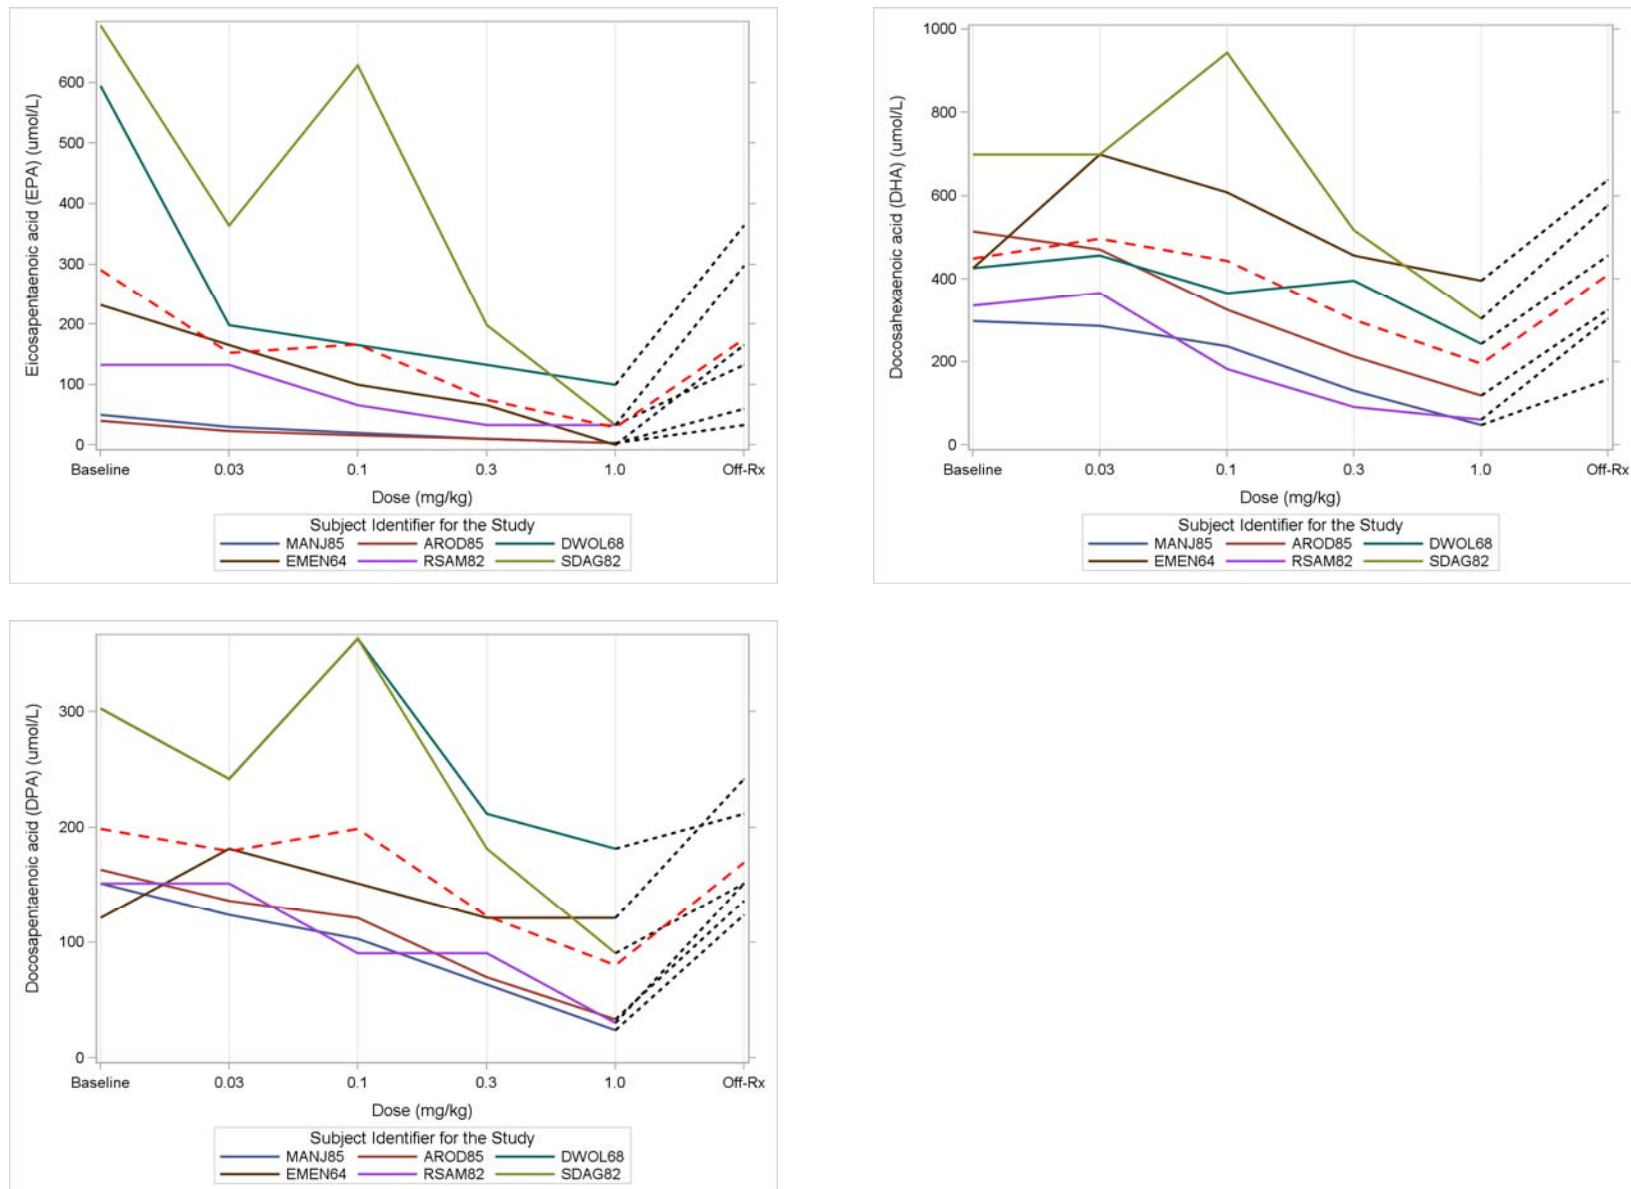 Eicosapentaenoic acid (EPA) (umol/L)
600
500
400
300
200
100
0
Baseline 0.03 0.1 0.3 1.0 Off-Rx
Dose (mg/kg)
Subject Identifier for the Study
MANJ85 AROD85 DWOL68
EMEN64 RSAM82 SDAG82
Docosahexaenoic acid (DHA) (umol/L)
1000
800
600
400
200
0
Baseline 0.03 0.1 0.3 1.0 Off-Rx
Dose (mg/kg)
Subject Identifier for the Study
MANJ85 AROD85 DWOL68
EMEN64 RSAM82 SDAG82
Docosapentaenoic acid (DPA) (umol/L)
300
200
100
0
Baseline 0.03 0.1 0.3 1.0 Off-Rx
Dose (mg/kg)
Subject Identifier for the Study
MANJ85 AROD85 DWOL68
EMEN64 RSAM82 SDAG82